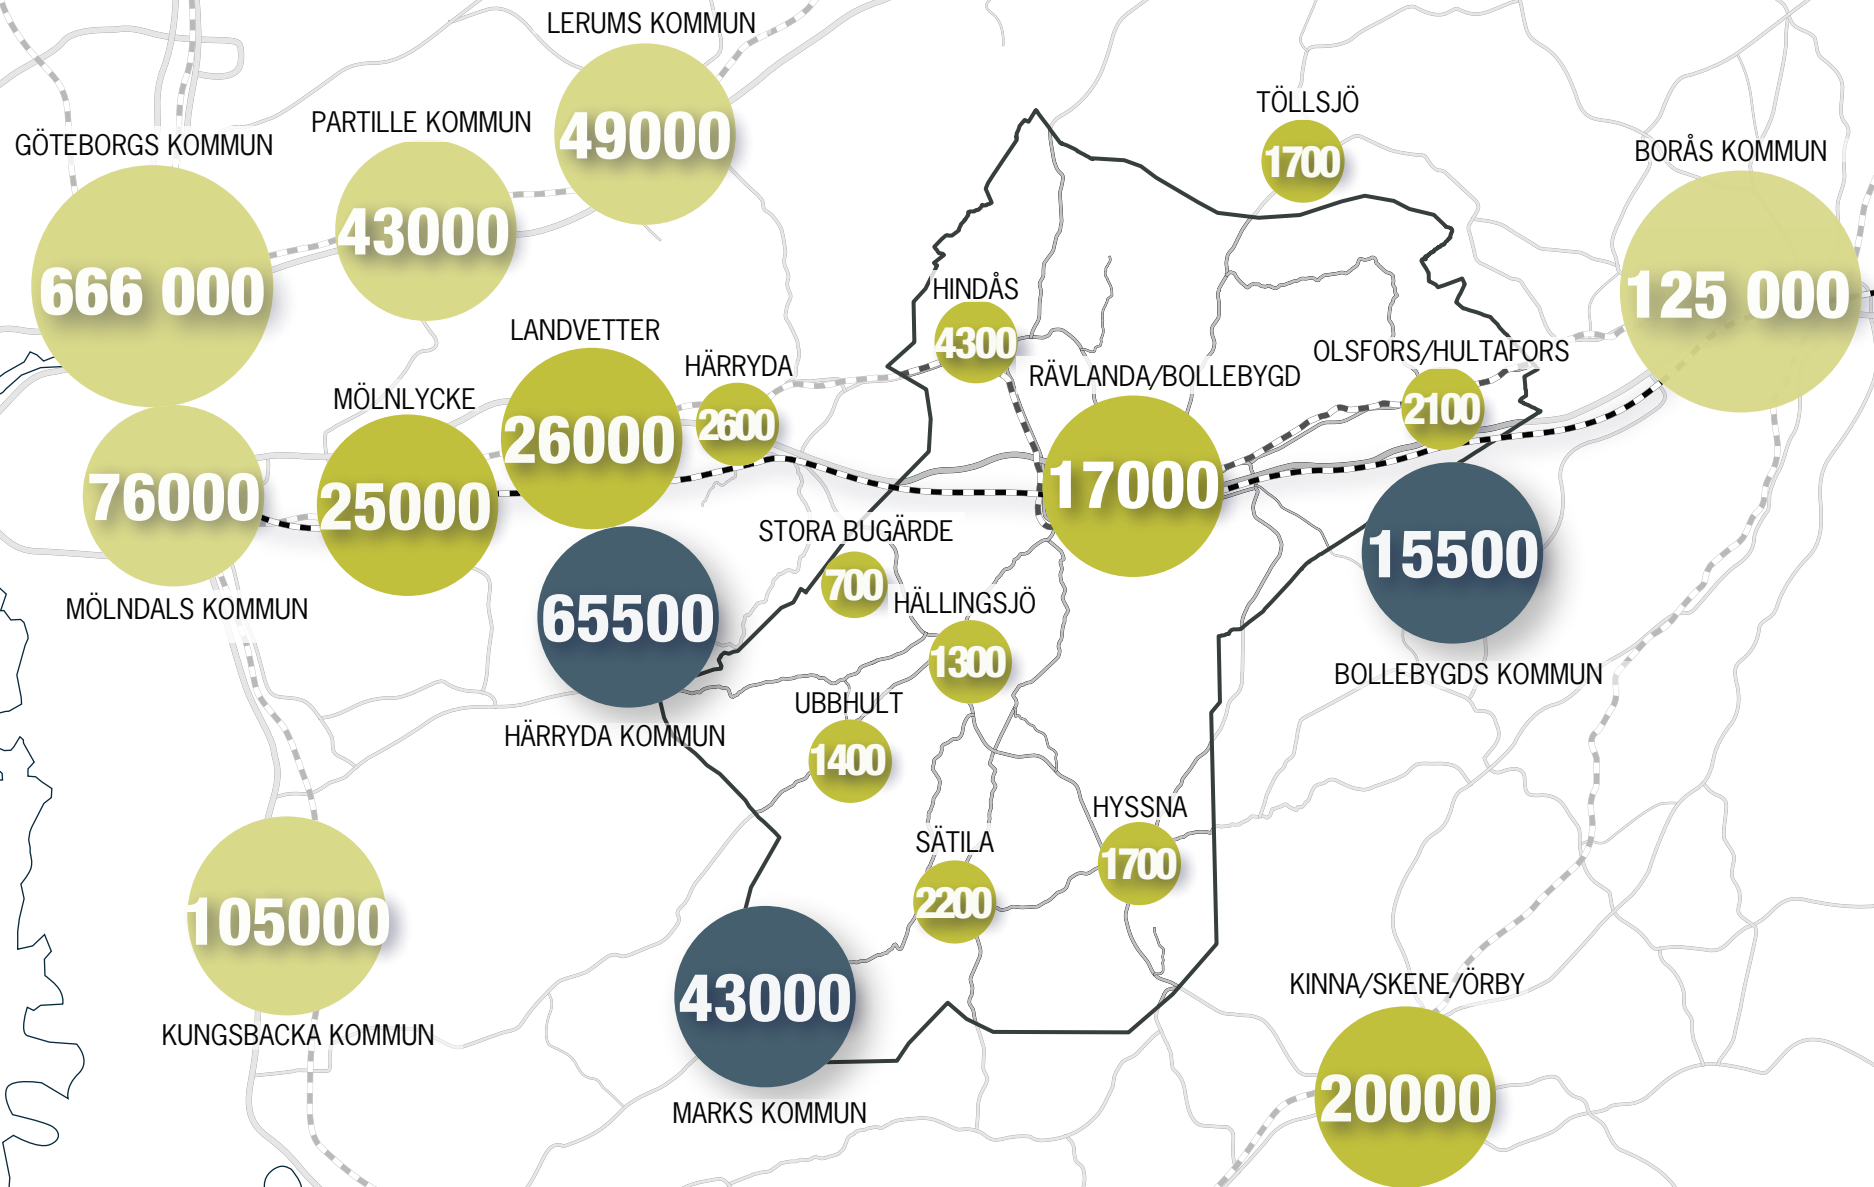 LERUMS KOMMUN
49000
PARTILLE KOMMUN
43000
GÖTEBORGS KOMMUN
666 000
TÖLLSJÖ
1700
BORÅS KOMMUN
125 000
HINDÅS
4300
LANDVETTER
26000
HÄRRYDA
2600
OLSFORS/HULTAFORS
2100
RÄVLANDA/BOLLEBYGD
17000
MÖLNLYCKE
25000
76000
MÖLNDALS KOMMUN
STORA BUGÄRDE
700
15500
BOLLEBYGDS KOMMUN
65500
HÄRRYDA KOMMUN
HÄLLINGSJÖ
1300
UBBHULT
1400
HYSSNA
1700
SÄTILA
2200
105000
KUNGSBACKA KOMMUN
43000
MARKS KOMMUN
KINNA/SKENE/ÖRBY
20000